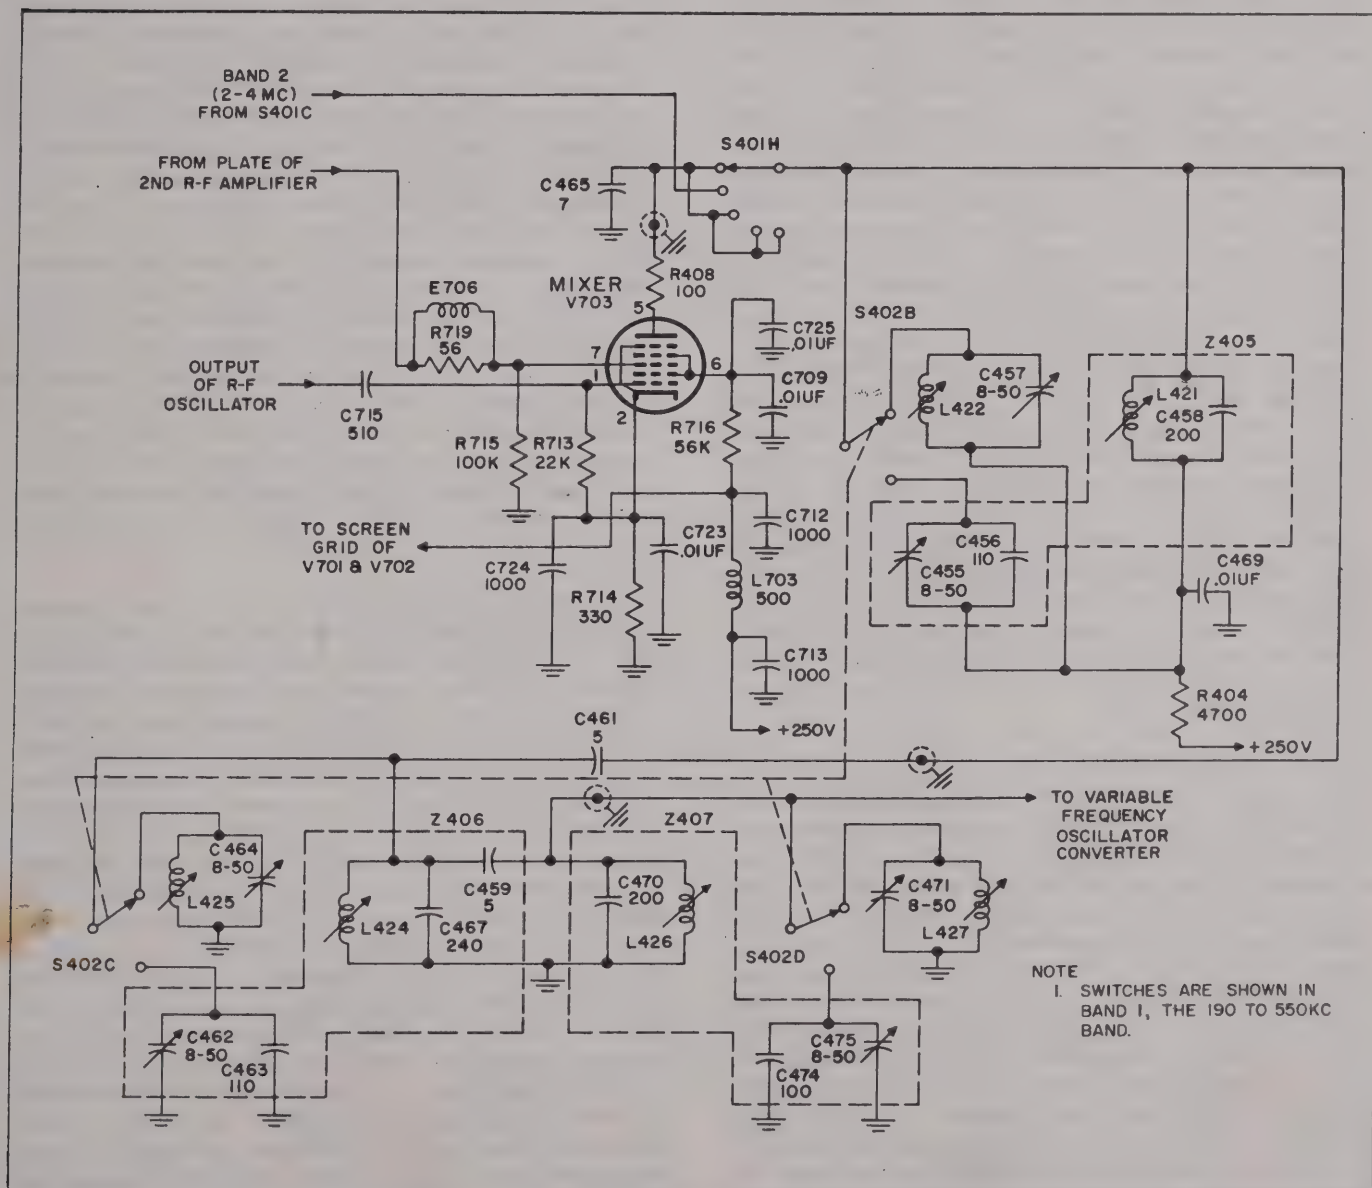 BAND 2
(2-4 MC)
FROM S401C
S401H
FROM PLATE OF
2ND R-F AMPLIFIER
C465
7
R408
100
MIXER
V703
5
E706
R719
56
7
1
6
2
C725
.01UF
C709
.01UF
S402B
Z405
C457
8-50
L422
L421
C458
200
OUTPUT
OF R-F
OSCILLATOR
C715
510
R715
100K
R713
22K
R716
56K
TO SCREEN
GRID OF
V701 & V702
C724
1000
C723
.01UF
C712
1000
R714
330
L703
500
C713
1000
+250V
C456
110
C455
8-50
C469
.01UF
R404
4700
+250V
C461
5
TO VARIABLE
FREQUENCY
OSCILLATOR
CONVERTER
Z406
Z407
C464
8-50
L425
C459
5
L424
C467
240
C470
200
L426
C471
8-50
L427
S402C
S402D
C462
8-50
C463
110
C475
8-50
C474
100
NOTE
1. SWITCHES ARE SHOWN IN
BAND 1, THE 190 TO 550KC
BAND.